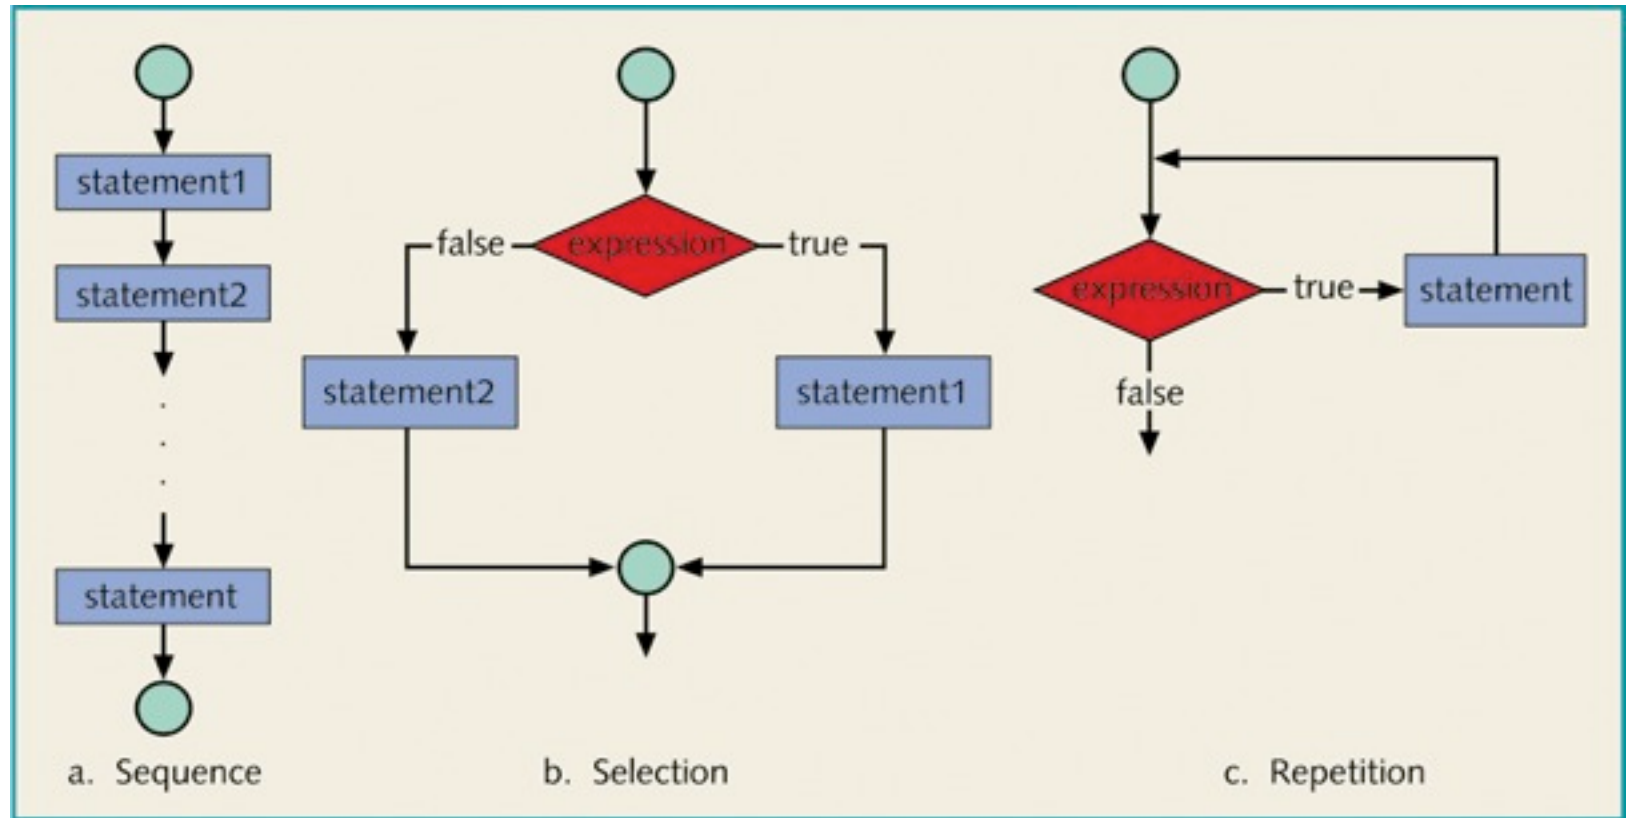 statement1
statement2
.
.
.
statement
a. Sequence
expression
false
true
statement2
statement1
b. Selection
expression
true
statement
false
c. Repetition